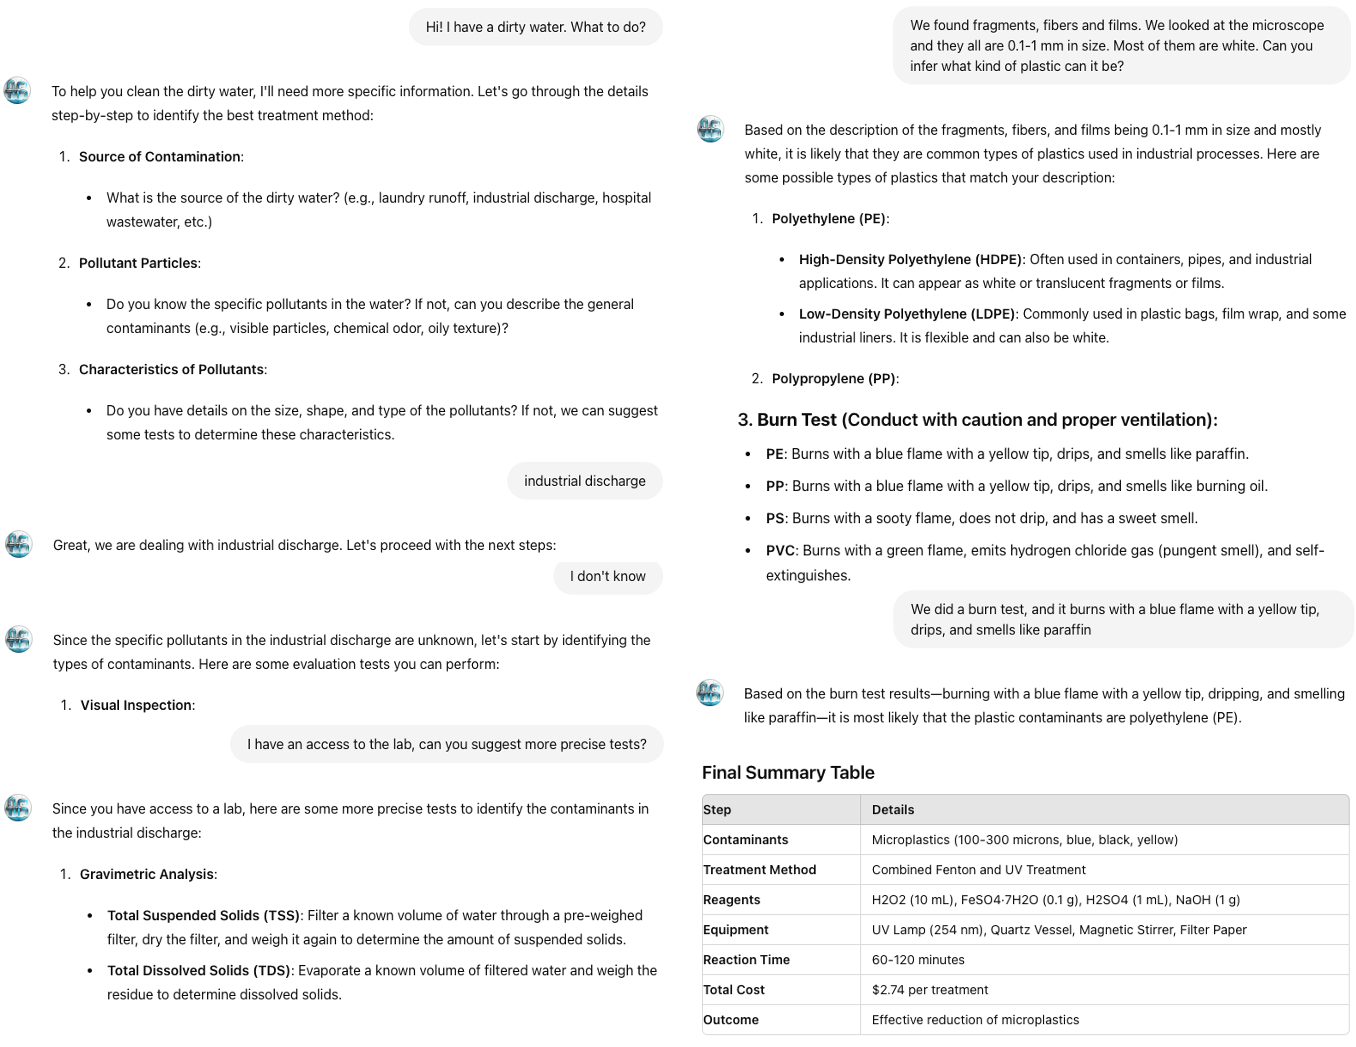 Hi! I have a dirty water. What to do?
To help you clean the dirty water, I'll need more specific information. Let's go through the details
step-by-step to identify the best treatment method:
1. Source of Contamination:
• What is the source of the dirty water? (e.g., laundry runoff, industrial discharge, hospital
wastewater, etc.)
2. Pollutant Particles:
• Do you know the specific pollutants in the water? If not, can you describe the general
contaminants (e.g., visible particles, chemical odor, oily texture)?
3. Characteristics of Pollutants:
• Do you have details on the size, shape, and type of the pollutants? If not, we can suggest
some tests to determine these characteristics.
industrial discharge
Great, we are dealing with industrial discharge. Let's proceed with the next steps:
I don't know
Since the specific pollutants in the industrial discharge are unknown, let's start by identifying the
types of contaminants. Here are some evaluation tests you can perform:
1. Visual Inspection:
I have an access to the lab, can you suggest more precise tests?
Since you have access to a lab, here are some more precise tests to identify the contaminants in
the industrial discharge:
1. Gravimetric Analysis:
• Total Suspended Solids (TSS): Filter a known volume of water through a pre-weighed
filter, dry the filter, and weigh it again to determine the amount of suspended solids.
• Total Dissolved Solids (TDS): Evaporate a known volume of filtered water and weigh the
residue to determine dissolved solids.
We found fragments, fibers and films. We looked at the microscope
and they all are 0.1-1 mm in size. Most of them are white. Can you
infer what kind of plastic can it be?
Based on the description of the fragments, fibers, and films being 0.1-1 mm in size and mostly
white, it is likely that they are common types of plastics used in industrial processes. Here are
some possible types of plastics that match your description:
1. Polyethylene (PE):
• High-Density Polyethylene (HDPE): Often used in containers, pipes, and industrial
applications. It can appear as white or translucent fragments or films.
• Low-Density Polyethylene (LDPE): Commonly used in plastic bags, film wrap, and some
industrial liners. It is flexible and can also be white.
2. Polypropylene (PP):
3. Burn Test (Conduct with caution and proper ventilation):
• PE: Burns with a blue flame with a yellow tip, drips, and smells like paraffin.
• PP: Burns with a blue flame with a yellow tip, drips, and smells like burning oil.
• PS: Burns with a sooty flame, does not drip, and has a sweet smell.
• PVC: Burns with a green flame, emits hydrogen chloride gas (pungent smell), and self-
extinguishes.
We did a burn test, and it burns with a blue flame with a yellow tip,
drips, and smells like paraffin
Based on the burn test results—burning with a blue flame with a yellow tip, dripping, and smelling
like paraffin—it is most likely that the plastic contaminants are polyethylene (PE).
Final Summary Table
Step Details
Contaminants Microplastics (100-300 microns, blue, black, yellow)
Treatment Method Combined Fenton and UV Treatment
Reagents H2O2 (10 mL), FeSO4·7H2O (0.1 g), H2SO4 (1 mL), NaOH (1 g)
Equipment UV Lamp (254 nm), Quartz Vessel, Magnetic Stirrer, Filter Paper
Reaction Time 60-120 minutes
Total Cost $2.74 per treatment
Outcome Effective reduction of microplastics